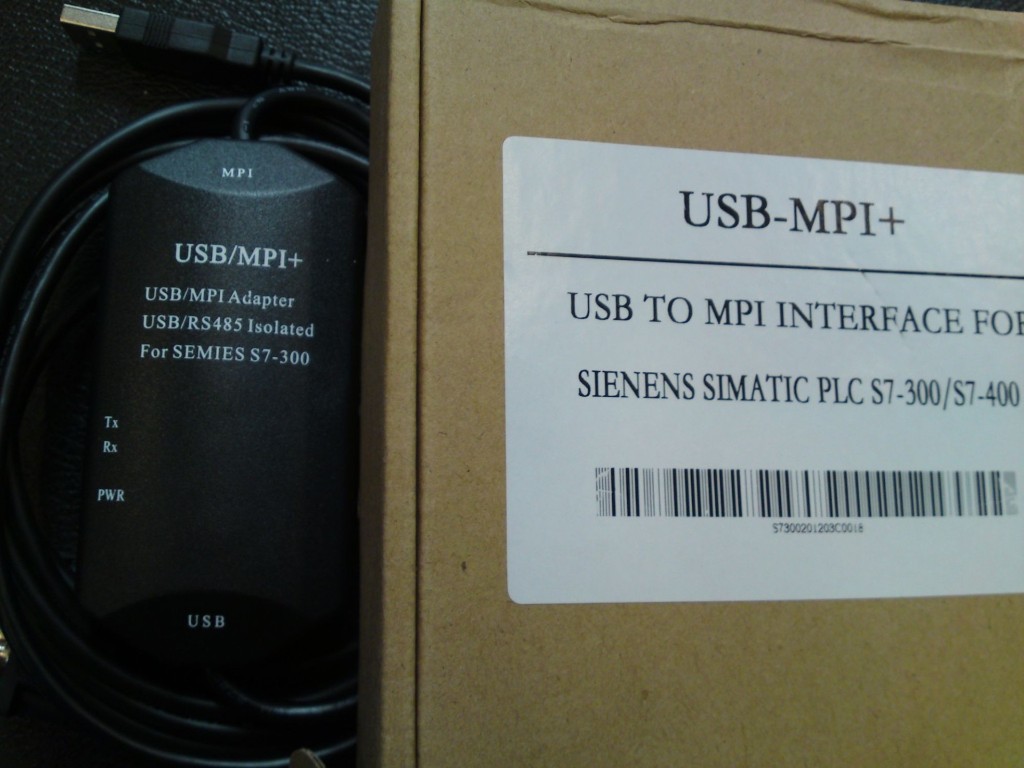 MPI
USB/MPI+
USB/MPI Adapter
USB/RS485 Isolated
For SEMIES S7-300
Tx
Rx
PWR
USB
USB-MPI+
USB TO MPI INTERFACE FOR
SIENENS SIMATIC PLC S7-300/S7-400
S7300201203C0018